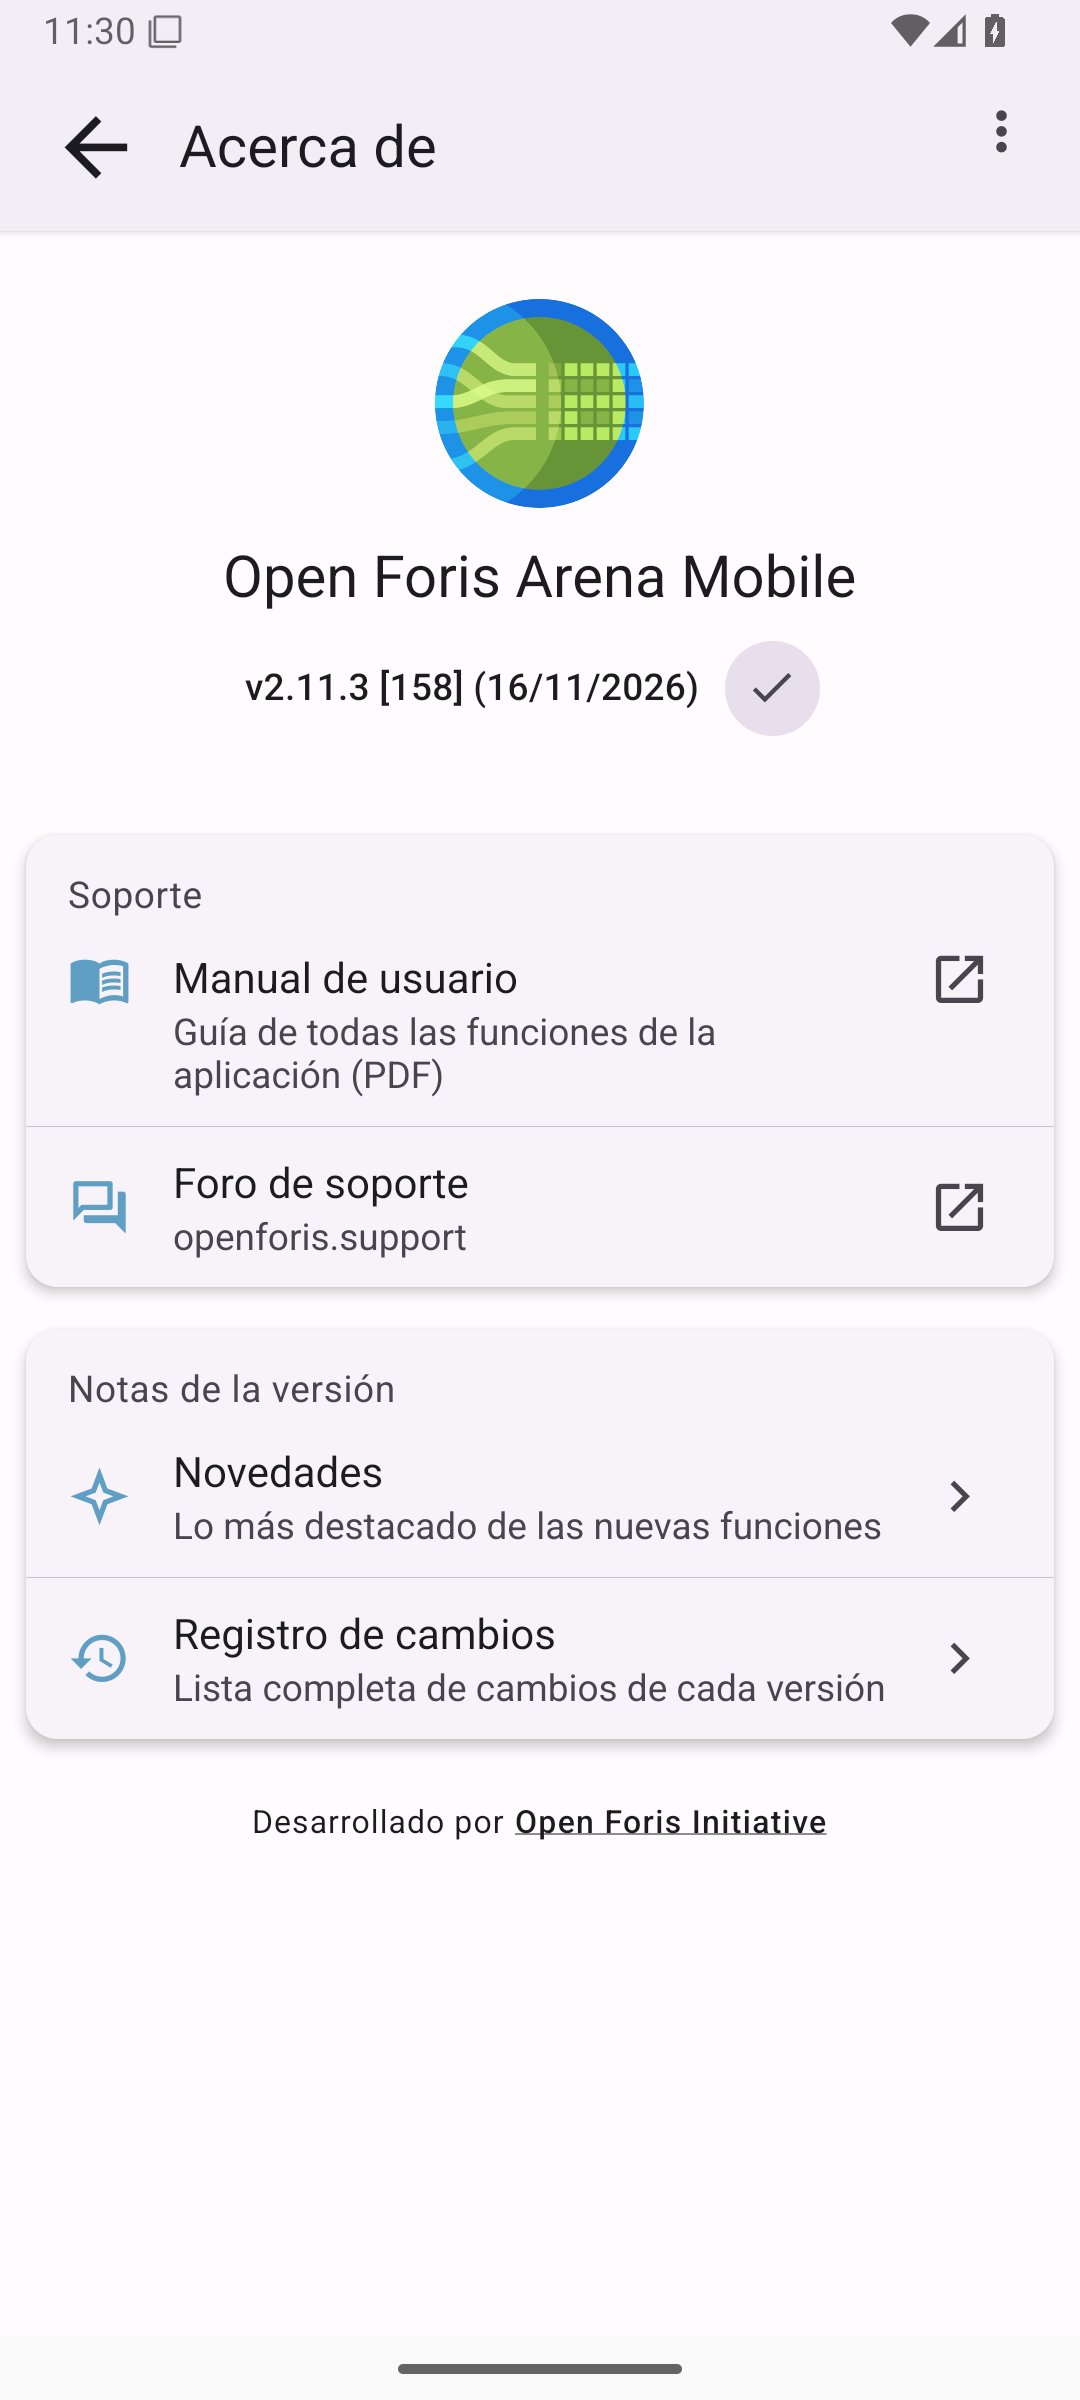 11:30
Acerca de
Open Foris Arena Mobile
v2.11.3 [158] (16/11/2026)
Soporte
Manual de usuario
Guía de todas las funciones de la
aplicación (PDF)
Foro de soporte
openforis.support
Notas de la versión
Novedades
Lo más destacado de las nuevas funciones
Registro de cambios
Lista completa de cambios de cada versión
Desarrollado por Open Foris Initiative